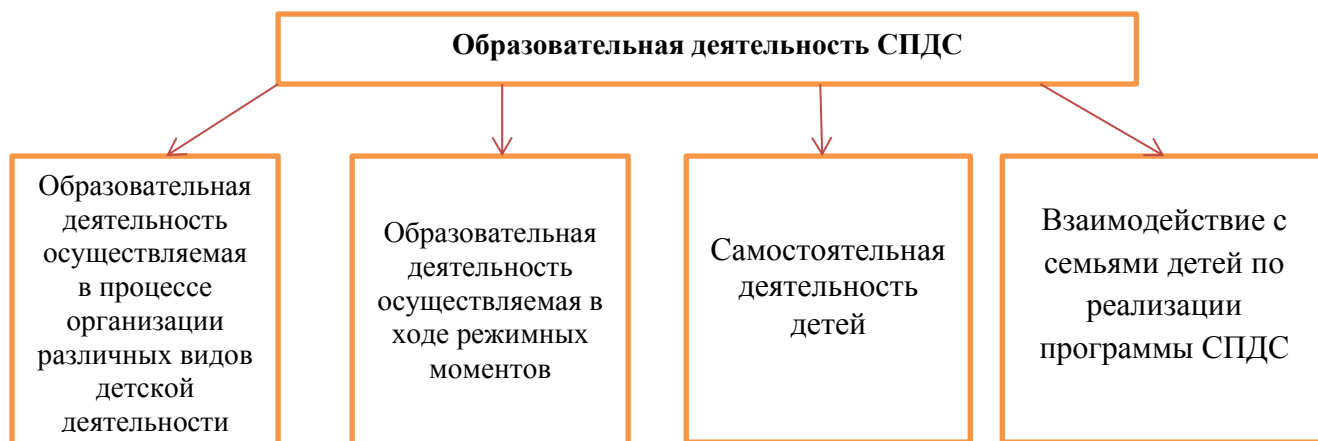 Образовательная деятельность СПДС
Образовательная
деятельность
осуществляемая
в процессе
организации
различных видов
детской
деятельности
Образовательная
деятельность
осуществляемая в
ходе режимных
моментов
Самостоятельная
деятельность
детей
Взаимодействие с
семьями детей по
реализации
программы СПДС